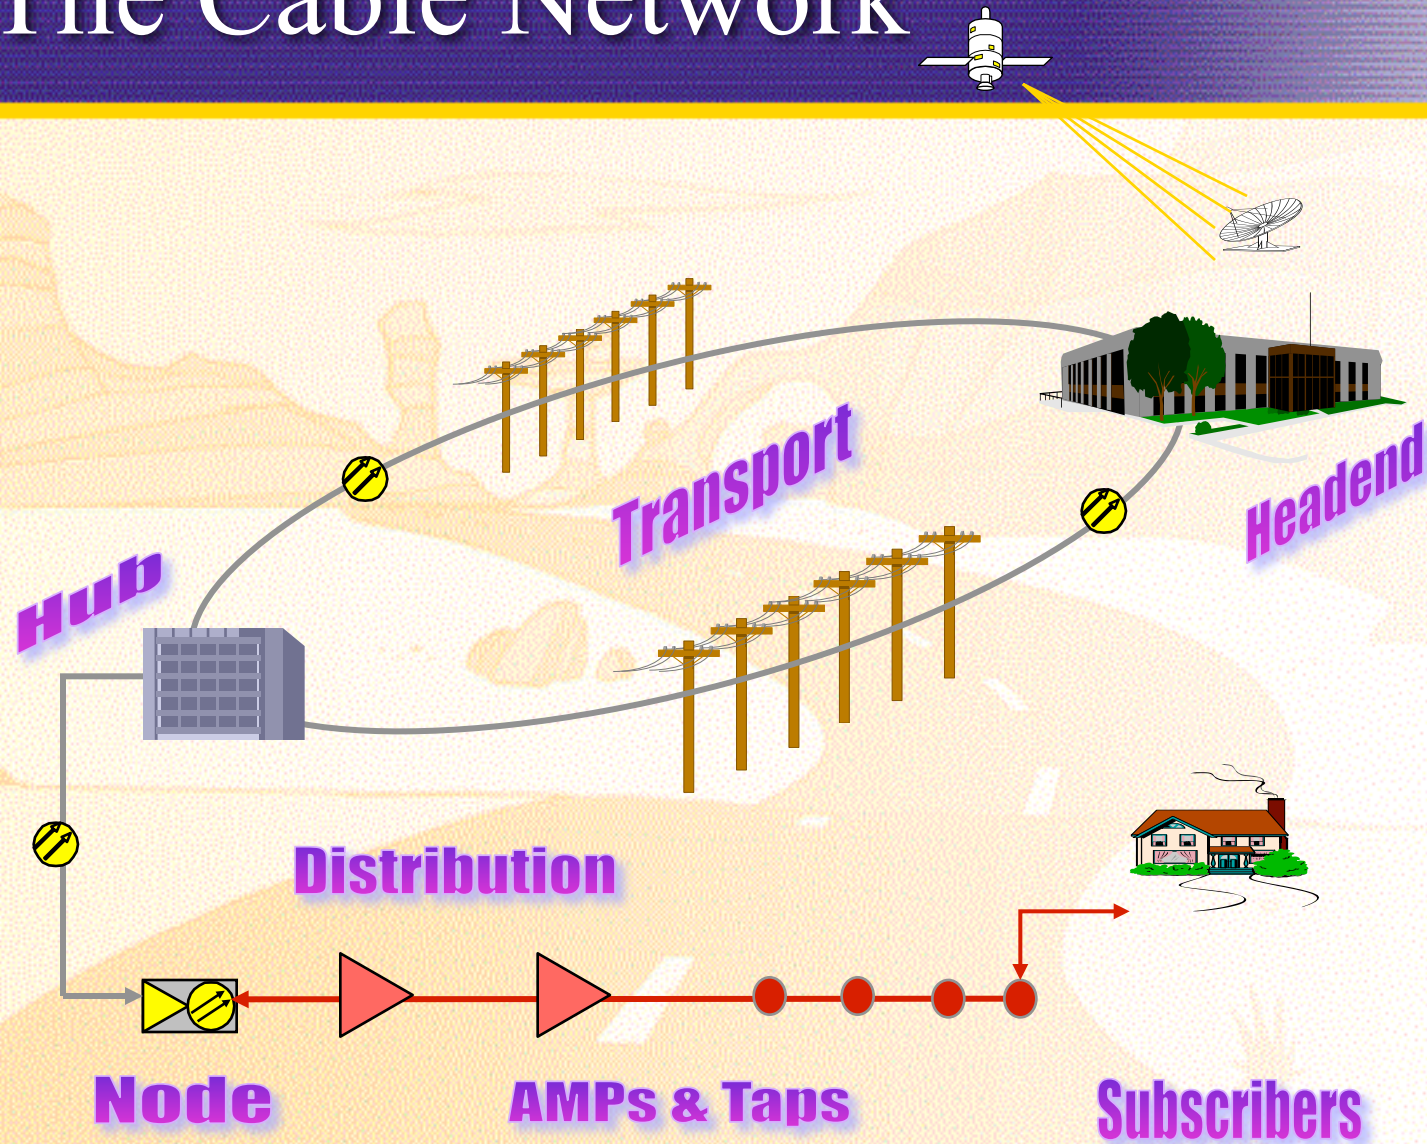 The Cable Network
Transport
Headend
Hub
Distribution
Node
AMPs & Taps
Subscribers